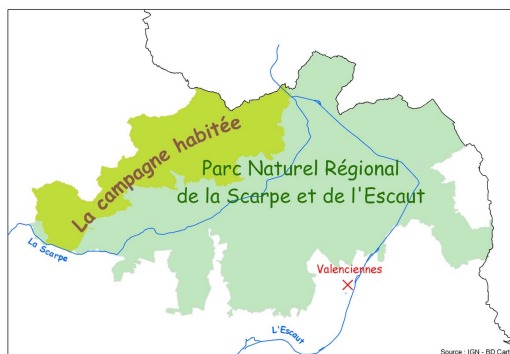 La campagne habitée
Parc Naturel Régional
de la Scarpe et de l'Escaut
La Scarpe
Valenciennes
L'Escaut
Source : IGN - BD Cart